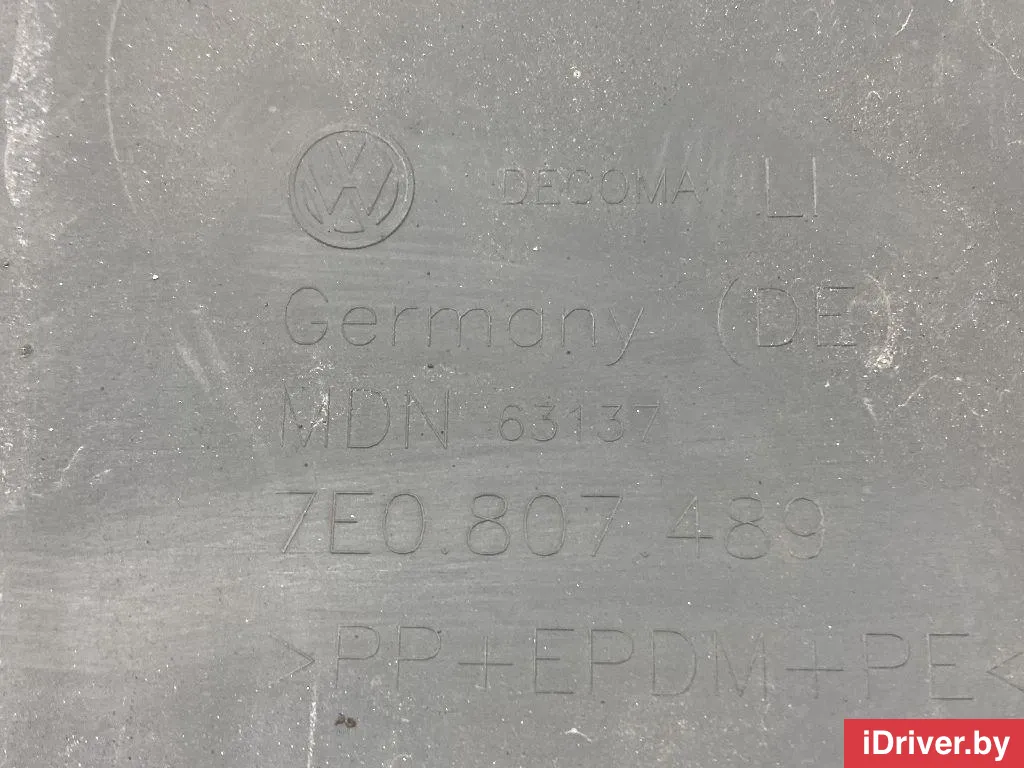 DECOMA LI
Germany (DE)
MDN 63137
7E0.807.489
>PP+EPDM+PE<
iDriver.by